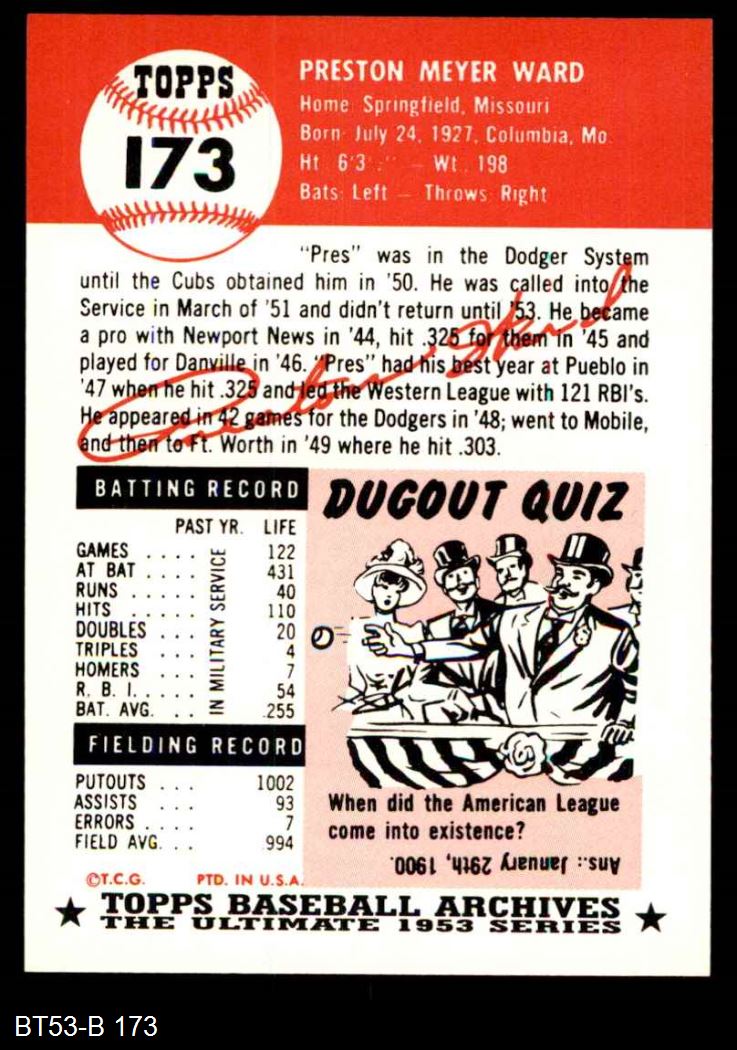 TOPPS
173
PRESTON MEYER WARD
Home: Springfield, Missouri
Born: July 24, 1927, Columbia, Mo.
Ht. 6'3 " — Wt. 198
Bats: Left — Throws Right
"Pres" was in the Dodger System
until the Cubs obtained him in '50. He was called into the
Service in March of '51 and didn't return until '53. He became
a pro with Newport News in '44, hit .325 for them in '45 and
played for Danville in '46. "Pres" had his best year at Pueblo in
'47 when he hit .325 and led the Western League with 121 RBI's.
He appeared in 42 games for the Dodgers in '48; went to Mobile,
and then to Ft. Worth in '49 where he hit .303.
Preston Ward
BATTING RECORD
PAST YR. LIFE
GAMES . . . . 122
AT BAT . . . . 431
RUNS . . . . . 40
HITS . . . . . 110
DOUBLES . . . 20
TRIPLES . . . 4
HOMERS . . . 7
R. B. I. . . . . . 54
BAT. AVG. . . .255
IN MILITARY SERVICE
FIELDING RECORD
PUTOUTS . . . 1002
ASSISTS . . . 93
ERRORS . . . . 7
FIELD AVG. . . .994
©T.C.G. PTD. IN U.S.A.
DUGOUT QUIZ
When did the American League
come into existence?
Ans.: January 29th, 1900.
TOPPS BASEBALL ARCHIVES
THE ULTIMATE 1953 SERIES
BT53-B 173